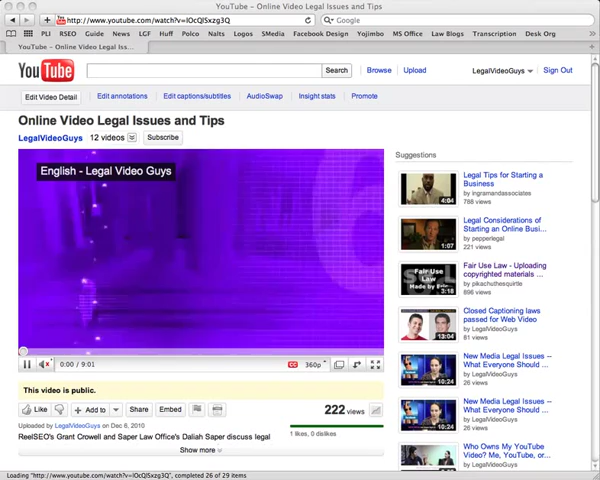 YouTube - Online Video Legal Issues and Tips
http://www.youtube.com/watch?v=lOcQlSxzg3Q
Google
PLI RSEO Guide News LGF Huff Polco Nalts Logos SMedia Facebook Design Yojimbo MS Office Law Blogs Transcription Desk Org
YouTube - Online Video Legal Iss...
YouTube
Search
Browse
Upload
LegalVideoGuys
Sign Out
Edit Video Detail
Edit annotations
Edit captions/subtitles
AudioSwap
Insight stats
Promote
Online Video Legal Issues and Tips
LegalVideoGuys 12 videos Subscribe
English - Legal Video Guys
0:00 / 9:01
CC 360p
This video is public.
Like
Add to
Share
Embed
222 views
Uploaded by LegalVideoGuys on Dec 6, 2010
1 likes, 0 dislikes
ReelSEO's Grant Crowell and Saper Law Office's Daliah Saper discuss legal
Show more
Suggestions
4:04
Legal Tips for Starting a
Business
by ingramandassociates
788 views
1:07
Legal Considerations of
Starting an Online Busi...
by pepperlegal
221 views
Fair Use
Law
3:18
Fair Use Law - Uploading
copyrighted materials ...
by pikachuthesquirtle
896 views
13:04
Closed Captioning laws
passed for Web Video
by LegalVideoGuys
81 views
10:24
New Media Legal Issues --
What Everyone Should ...
by LegalVideoGuys
26 views
10:24
New Media Legal Issues --
What Everyone Should ...
by LegalVideoGuys
26 views
Who Owns My YouTube
Video? Me, YouTube, or...
by LegalVideoGuys
Loading "http://www.youtube.com/watch?v=lOcQlSxzg3Q", completed 26 of 29 items